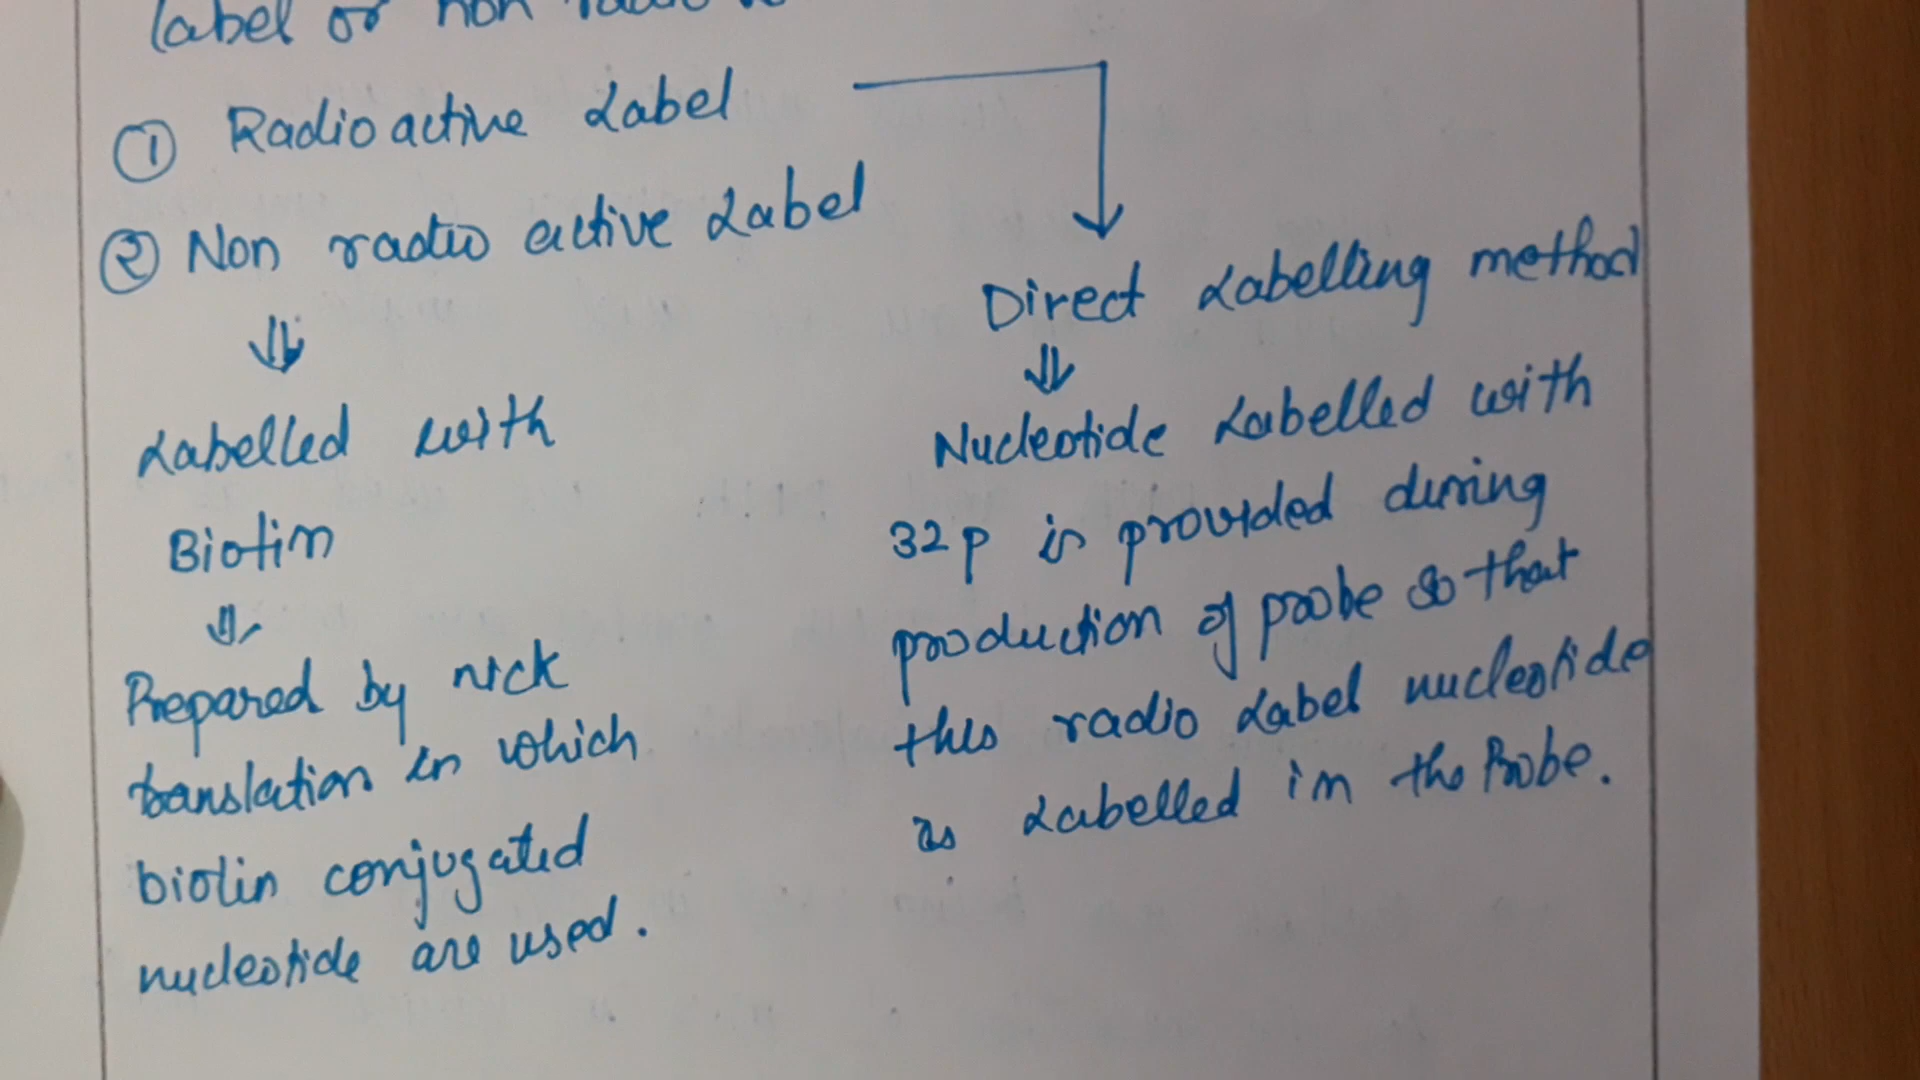 label or non
① Radio active Label
② Non radio active Label
⇓
Labelled with
Biotin
⇓
Prepared by nick
translation in which
biotin conjugated
nucleotide are used.
Direct Labelling method
⇓
Nucleotide Labelled with
32p is provided during
production of probe so that
this radio Label nucleotide
is Labelled in the Probe.